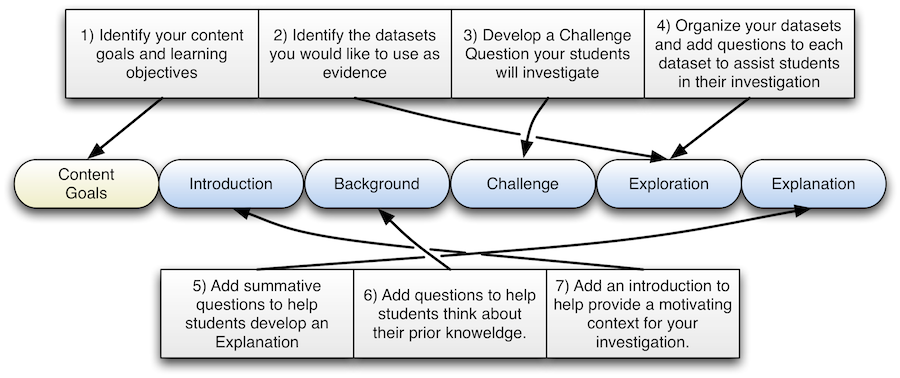 1) Identify your content
goals and learning
objectives
2) Identify the datasets
you would like to use as
evidence
3) Develop a Challenge
Question your students
will investigate
4) Organize your datasets
and add questions to each
dataset to assist students
in their investigation
Content
Goals
Introduction
Background
Challenge
Exploration
Explanation
5) Add summative
questions to help
students develop an
Explanation
6) Add questions to help
students think about
their prior knoweldge.
7) Add an introduction to
help provide a motivating
context for your
investigation.